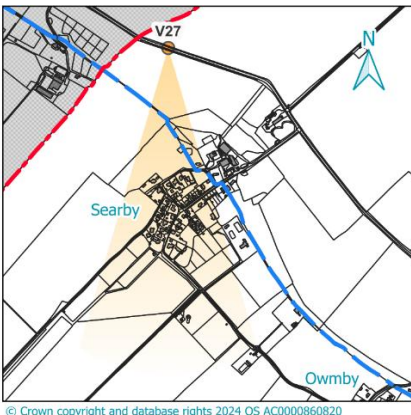 V27
N
Searby
Owmby
© Crown copyright and database rights 2024 OS AC0000860820